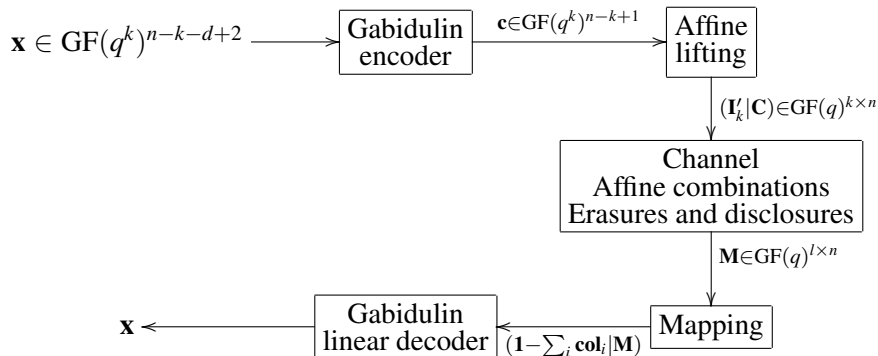 𝐱 ∈ GF(q^k)^{n−k−d+2}
Gabidulin
encoder
𝐜∈GF(q^k)^{n−k+1}
Affine
lifting
(𝐈′_k|𝐂)∈GF(q)^{k×n}
Channel
Affine combinations
Erasures and disclosures
𝐌∈GF(q)^{l×n}
Mapping
(𝟏−∑_i 𝐜𝐨𝐥_i|𝐌)
Gabidulin
linear decoder
𝐱